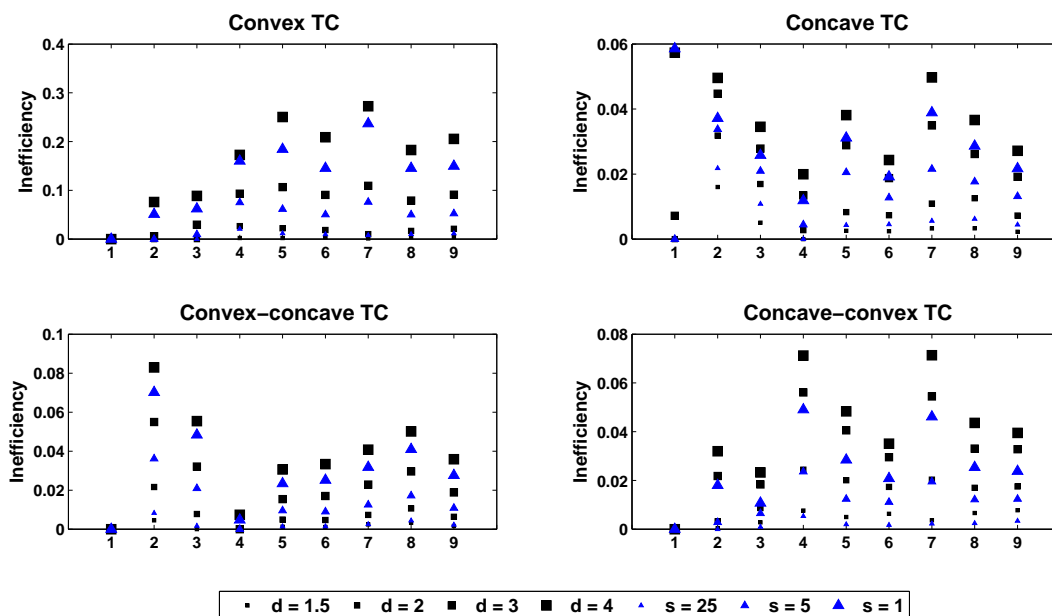 Convex TC
Inefficiency
0.4
0.3
0.2
0.1
0
1 2 3 4 5 6 7 8 9
Concave TC
Inefficiency
0.06
0.04
0.02
0
1 2 3 4 5 6 7 8 9
Convex−concave TC
Inefficiency
0.1
0.08
0.06
0.04
0.02
0
1 2 3 4 5 6 7 8 9
Concave−convex TC
Inefficiency
0.08
0.06
0.04
0.02
0
1 2 3 4 5 6 7 8 9
d = 1.5 d = 2 d = 3 d = 4 s = 25 s = 5 s = 1